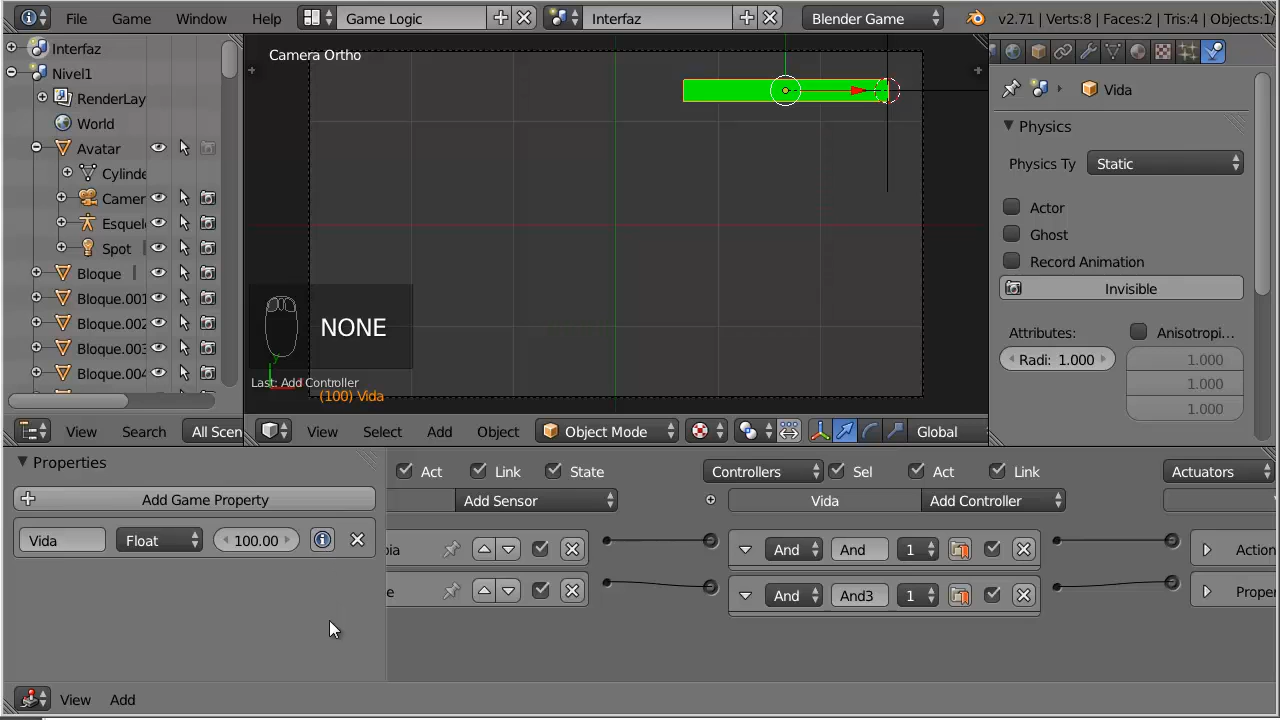 File Game Window Help Game Logic Interfaz Blender Game v2.71 | Verts:8 | Faces:2 | Tris:4 | Objects:1/
Interfaz
Nivel1
RenderLay
World
Avatar
Cylinde
Camer
Esquel
Spot
Bloque
Bloque.001
Bloque.002
Bloque.003
Bloque.004
View Search All Scen
Camera Ortho
NONE
Last: Add Controller
(100) Vida
View Select Add Object Object Mode Global
Vida
Physics
Physics Ty Static
Actor
Ghost
Record Animation
Invisible
Attributes: Anisotropi...
Radi: 1.000 1.000
1.000
1.000
Properties
Add Game Property
Vida Float 100.00
Act Link State Controllers Sel Act Link Actuators
Add Sensor Vida Add Controller
bia And And 1 Action
e And And3 1 Proper
View Add